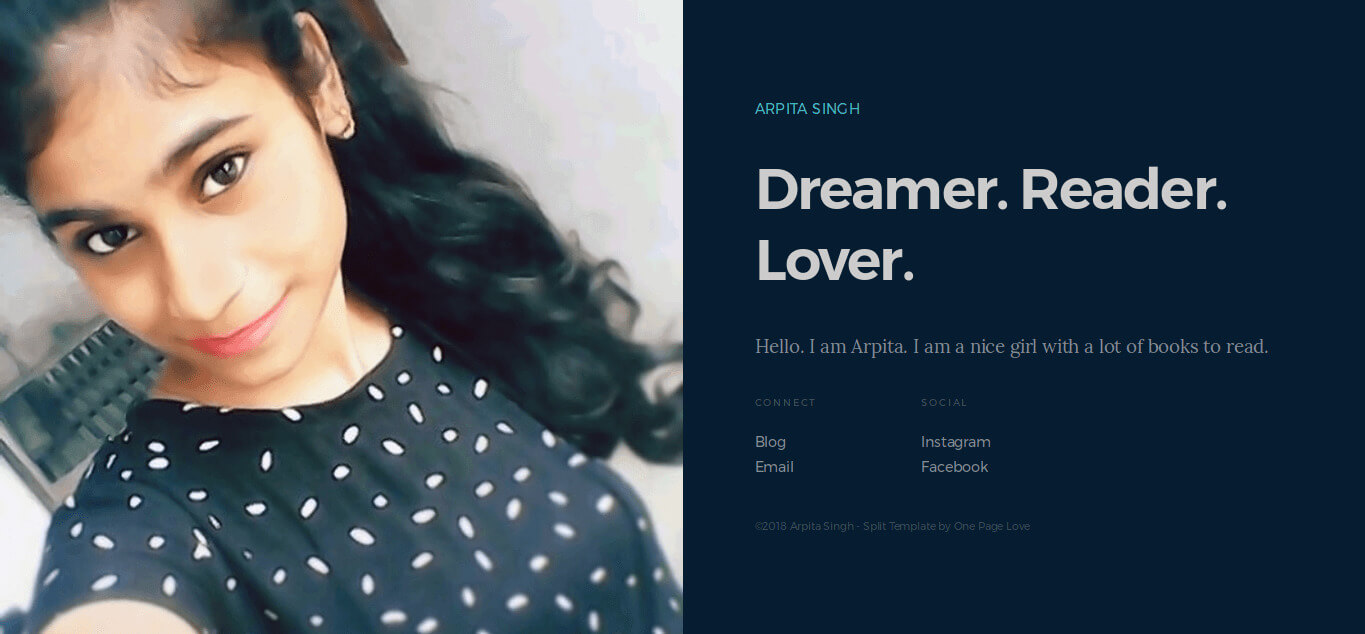 ARPITA SINGH
Dreamer. Reader.
Lover.
Hello. I am Arpita. I am a nice girl with a lot of books to read.
CONNECT
Blog
Email
SOCIAL
Instagram
Facebook
©2018 Arpita Singh - Split Template by One Page Love